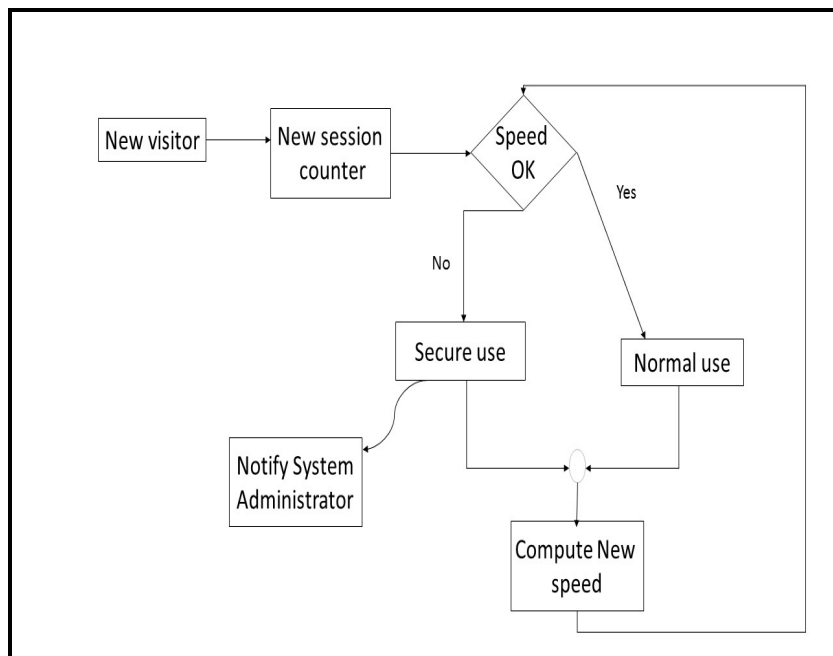 New visitor
New session
counter
Speed
OK
Yes
No
Secure use
Normal use
Notify System
Administrator
Compute New
speed